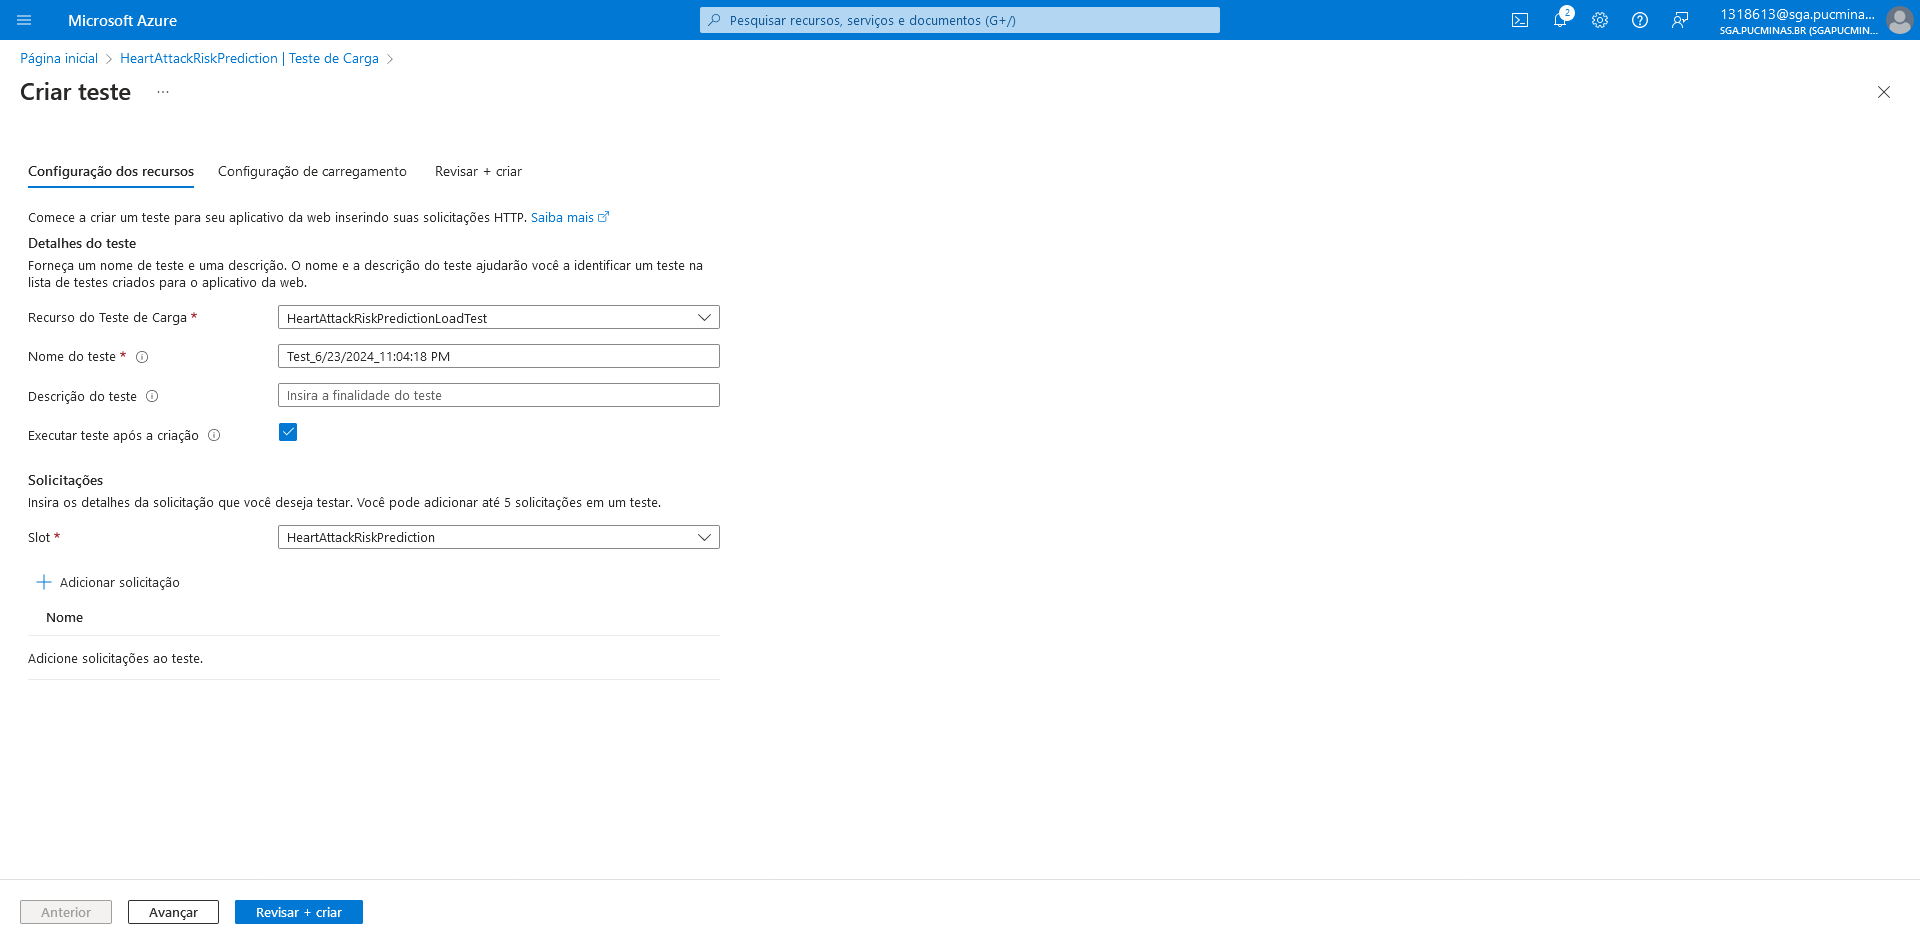 Microsoft Azure
Pesquisar recursos, serviços e documentos (G+/)
2
1318613@sga.pucmina...
SGA.PUCMINAS.BR (SGAPUCMIN...
Página inicial
HeartAttackRiskPrediction | Teste de Carga
Criar teste
...
Configuração dos recursos
Configuração de carregamento
Revisar + criar
Comece a criar um teste para seu aplicativo da web inserindo suas solicitações HTTP. Saiba mais
Detalhes do teste
Forneça um nome de teste e uma descrição. O nome e a descrição do teste ajudarão você a identificar um teste na
lista de testes criados para o aplicativo da web.
Recurso do Teste de Carga *
HeartAttackRiskPredictionLoadTest
Nome do teste *
Test_6/23/2024_11:04:18 PM
Descrição do teste
Insira a finalidade do teste
Executar teste após a criação
Solicitações
Insira os detalhes da solicitação que você deseja testar. Você pode adicionar até 5 solicitações em um teste.
Slot *
HeartAttackRiskPrediction
Adicionar solicitação
Nome
Adicione solicitações ao teste.
Anterior
Avançar
Revisar + criar